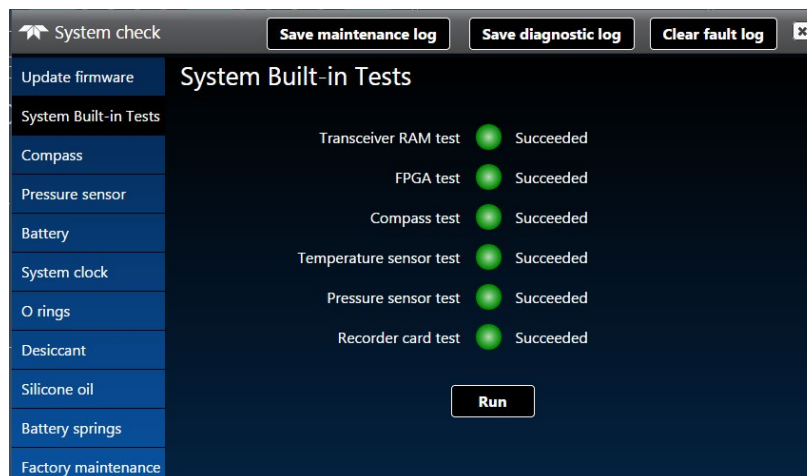 System check
Save maintenance log
Save diagnostic log
Clear fault log
Update firmware
System Built-in Tests
Compass
Pressure sensor
Battery
System clock
O rings
Desiccant
Silicone oil
Battery springs
Factory maintenance
System Built-in Tests
Transceiver RAM test Succeeded
FPGA test Succeeded
Compass test Succeeded
Temperature sensor test Succeeded
Pressure sensor test Succeeded
Recorder card test Succeeded
Run